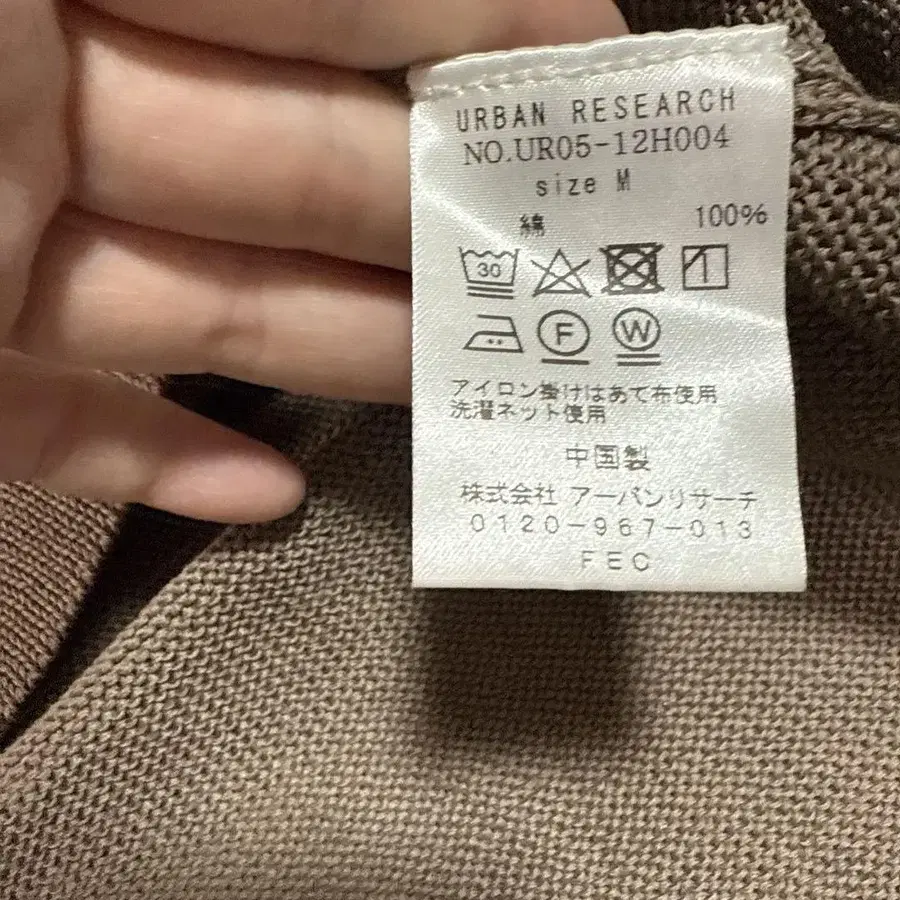 URBAN RESEARCH
NO.UR05-12H004
size M
綿 100%
30
F W
アイロン掛けはあて布使用
洗濯ネット使用
中国製
株式会社 アーバンリサーチ
0120-967-013
FEC